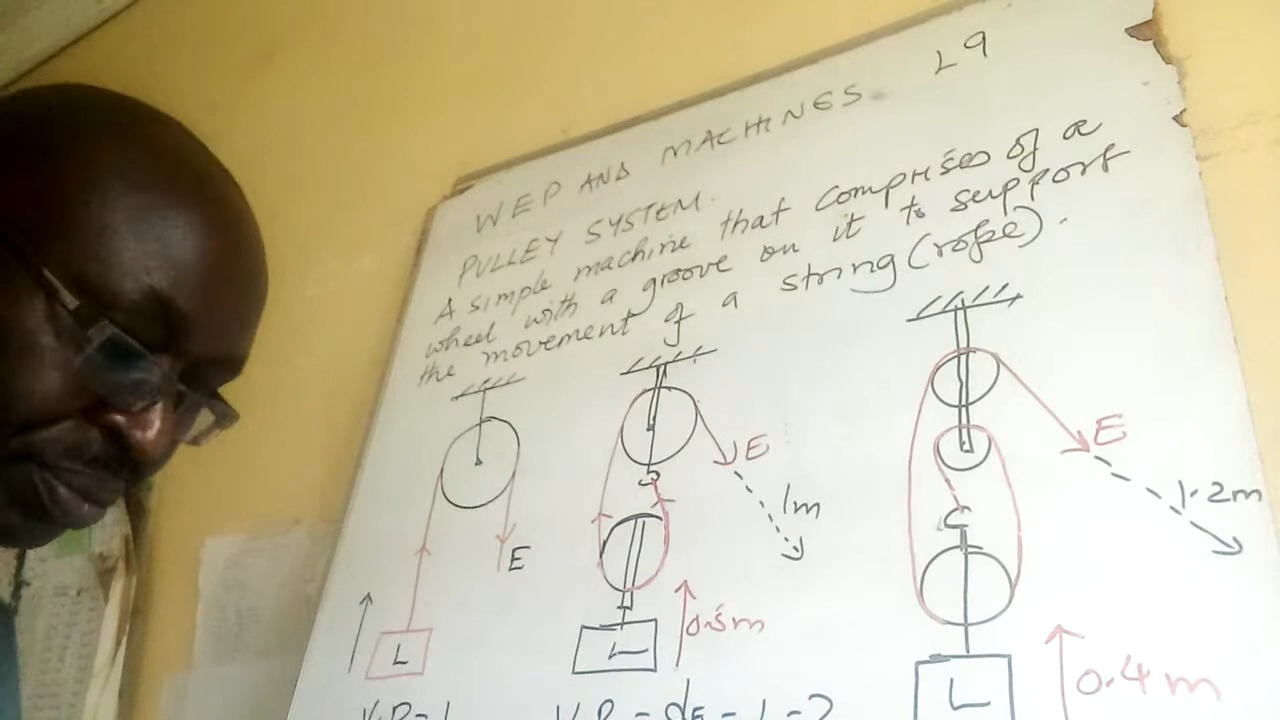 L9
WEP AND MACHINES
PULLEY SYSTEM.
A simple machine that comprises of a
wheel with a groove on it to support
the movement of a string (rope).
E
L
V.R=1
E
1m
0.5m
L
E
1.2m
0.4m
L